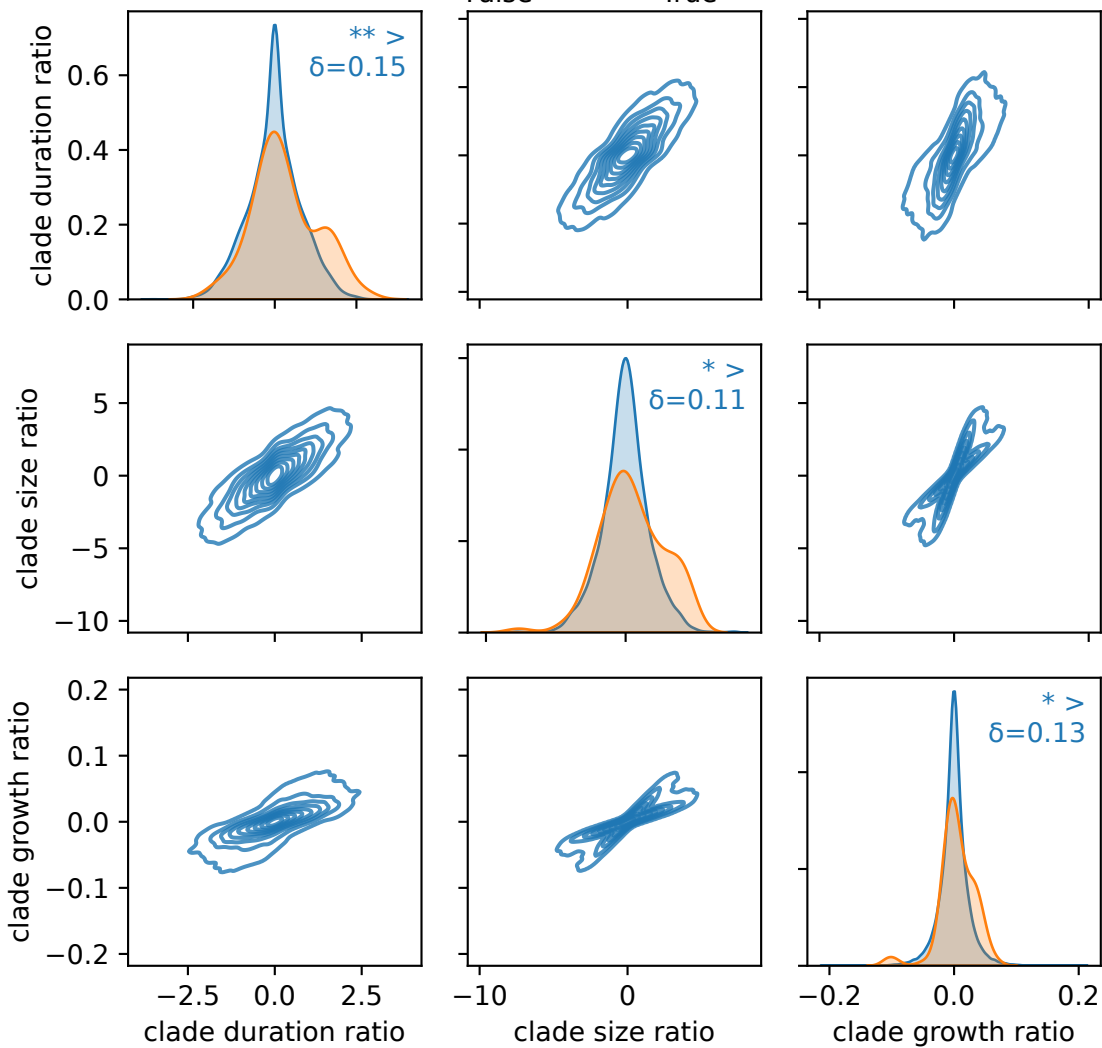 True
clade duration ratio
0.6
0.4
0.2
0.0
** >
δ=0.15
clade size ratio
5
0
−5
−10
* >
δ=0.11
clade growth ratio
0.2
0.1
0.0
−0.1
−0.2
* >
δ=0.13
−2.5 0.0 2.5
−10 0
−0.2 0.0 0.2
clade duration ratio
clade size ratio
clade growth ratio